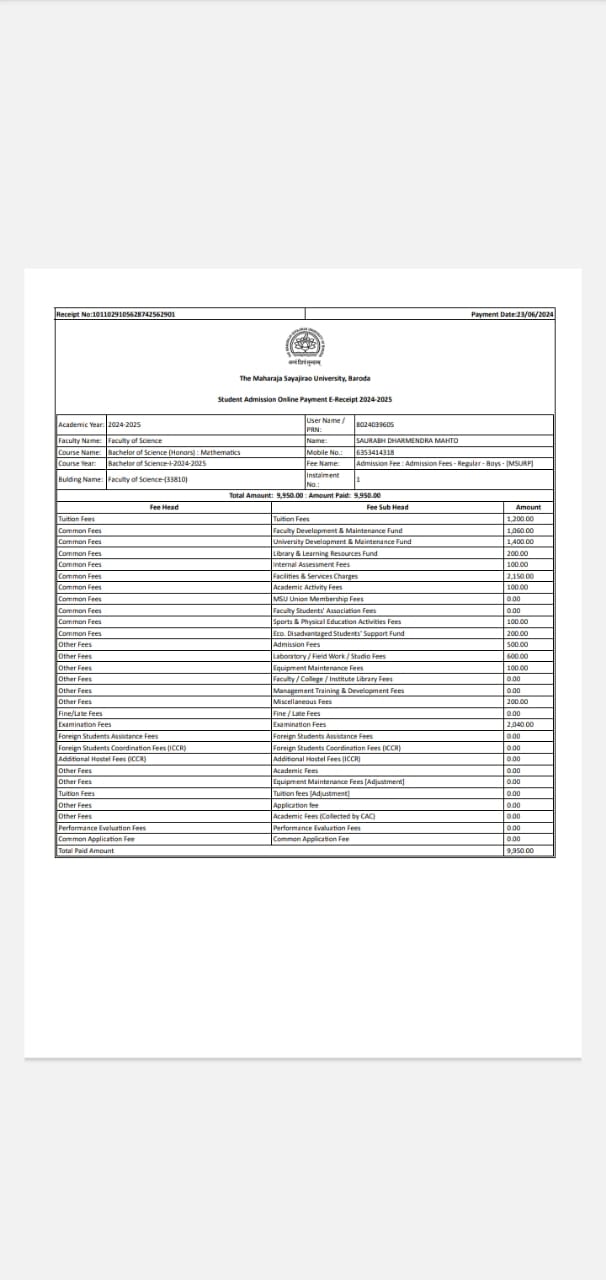 Receipt No:1011029105628742562901 Payment Date:23/06/2024
The Maharaja Sayajirao University, Baroda
Student Admission Online Payment E-Receipt 2024-2025
Academic Year: 2024-2025 User Name / PRN: 8024039605
Faculty Name: Faculty of Science Name: SAURABH DHARMENDRA MAHTO
Course Name: Bachelor of Science (Honors) : Mathematics Mobile No.: 6353414318
Course Year: Bachelor of Science-I-2024-2025 Fee Name: Admission Fee : Admission Fees - Regular - Boys - [MSURP]
Bulding Name: Faculty of Science-(33810) Instalment No.: 1
Total Amount: 9,950.00 : Amount Paid: 9,950.00
Fee Head Fee Sub Head Amount
Tuition Fees Tuition Fees 1,200.00
Common Fees Faculty Development & Maintenance Fund 1,060.00
Common Fees University Development & Maintenance Fund 1,400.00
Common Fees Library & Learning Resources Fund 200.00
Common Fees Internal Assessment Fees 100.00
Common Fees Facilities & Services Charges 2,150.00
Common Fees Academic Activity Fees 100.00
Common Fees MSU Union Membership Fees 0.00
Common Fees Faculty Students' Association Fees 0.00
Common Fees Sports & Physical Education Activities Fees 100.00
Common Fees Eco. Disadvantaged Students' Support Fund 200.00
Other Fees Admission Fees 500.00
Other Fees Laboratory / Field Work / Studio Fees 600.00
Other Fees Equipment Maintenance Fees 100.00
Other Fees Faculty / College / Institute Library Fees 0.00
Other Fees Management Training & Development Fees 0.00
Other Fees Miscellaneous Fees 200.00
Fine/Late Fees Fine / Late Fees 0.00
Examination Fees Examination Fees 2,040.00
Foreign Students Assistance Fees Foreign Students Assistance Fees 0.00
Foreign Students Coordination Fees (ICCR) Foreign Students Coordination Fees (ICCR) 0.00
Additional Hostel Fees (ICCR) Additional Hostel Fees (ICCR) 0.00
Other Fees Academic Fees 0.00
Other Fees Equipment Maintenance Fees [Adjustment] 0.00
Tuition Fees Tuition fees [Adjustment] 0.00
Other Fees Application fee 0.00
Other Fees Academic Fees (Collected by CAC) 0.00
Performance Evaluation Fees Performance Evaluation Fees 0.00
Common Application Fee Common Application Fee 0.00
Total Paid Amount 9,950.00